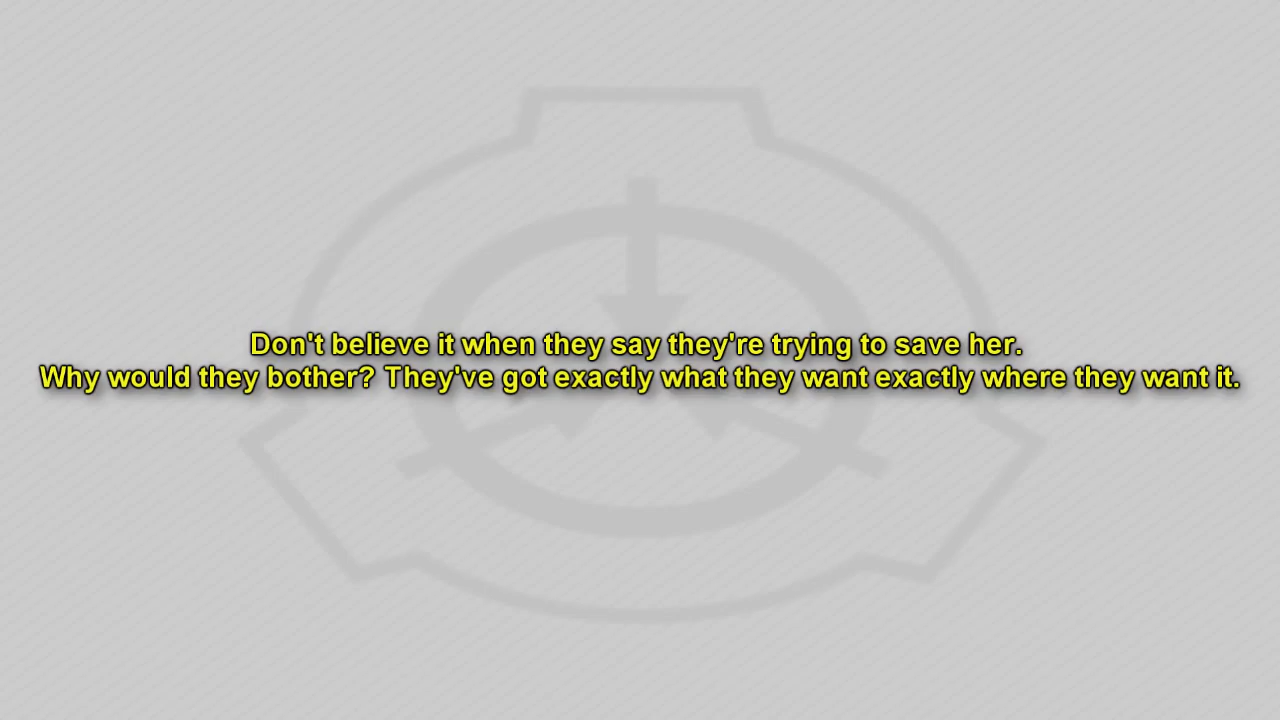 Don't believe it when they say they're trying to save her.
Why would they bother? They've got exactly what they want exactly where they want it.